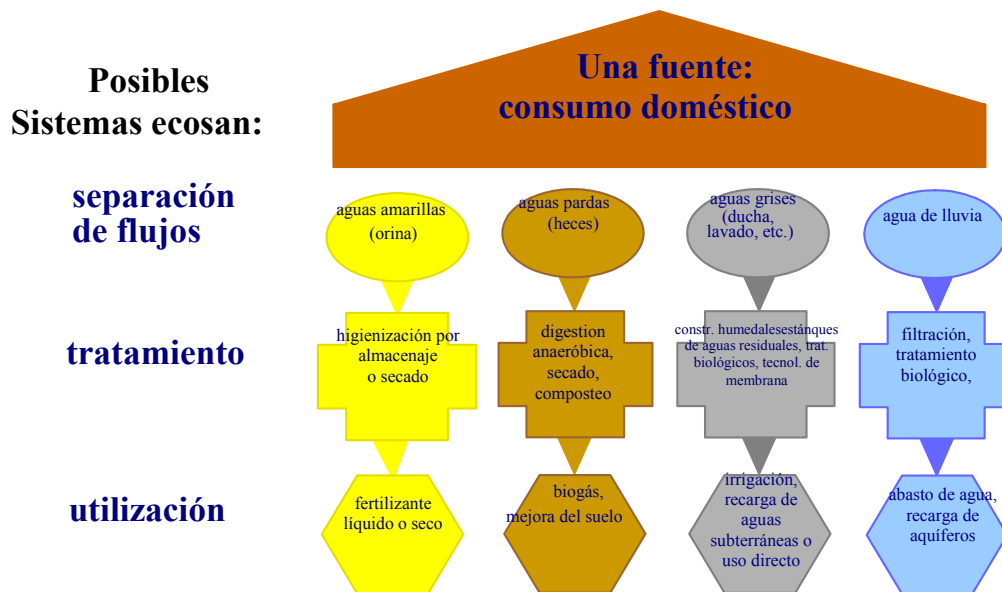 Posibles
Sistemas ecosan:
Una fuente:
consumo doméstico
separación
de flujos
aguas amarillas
(orina)
aguas pardas
(heces)
aguas grises
(ducha,
lavado, etc.)
agua de lluvia
tratamiento
higienización por
almacenaje
o secado
digestion
anaeróbica,
secado,
composteo
constr. humedalesestánques
de aguas residuales, trat.
biológicos, tecnol. de
membrana
filtración,
tratamiento
biológico,
utilización
fertilizante
líquido o seco
biogás,
mejora del suelo
irrigación,
recarga de
aguas
subterráneas o
uso directo
abasto de agua,
recarga de
aquíferos